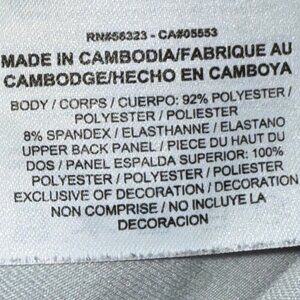 RN#56323 - CA#05553
MADE IN CAMBODIA/FABRIQUE AU
CAMBODGE/HECHO EN CAMBOYA
BODY / CORPS / CUERPO: 92% POLYESTER /
POLYESTER / POLIESTER
8% SPANDEX / ELASTHANNE / ELASTANO
UPPER BACK PANEL / PIECE DU HAUT DU
DOS / PANEL ESPALDA SUPERIOR: 100%
POLYESTER / POLYESTER / POLIESTER
EXCLUSIVE OF DECORATION / DECORATION
NON COMPRISE / NO INCLUYE LA
DECORACION